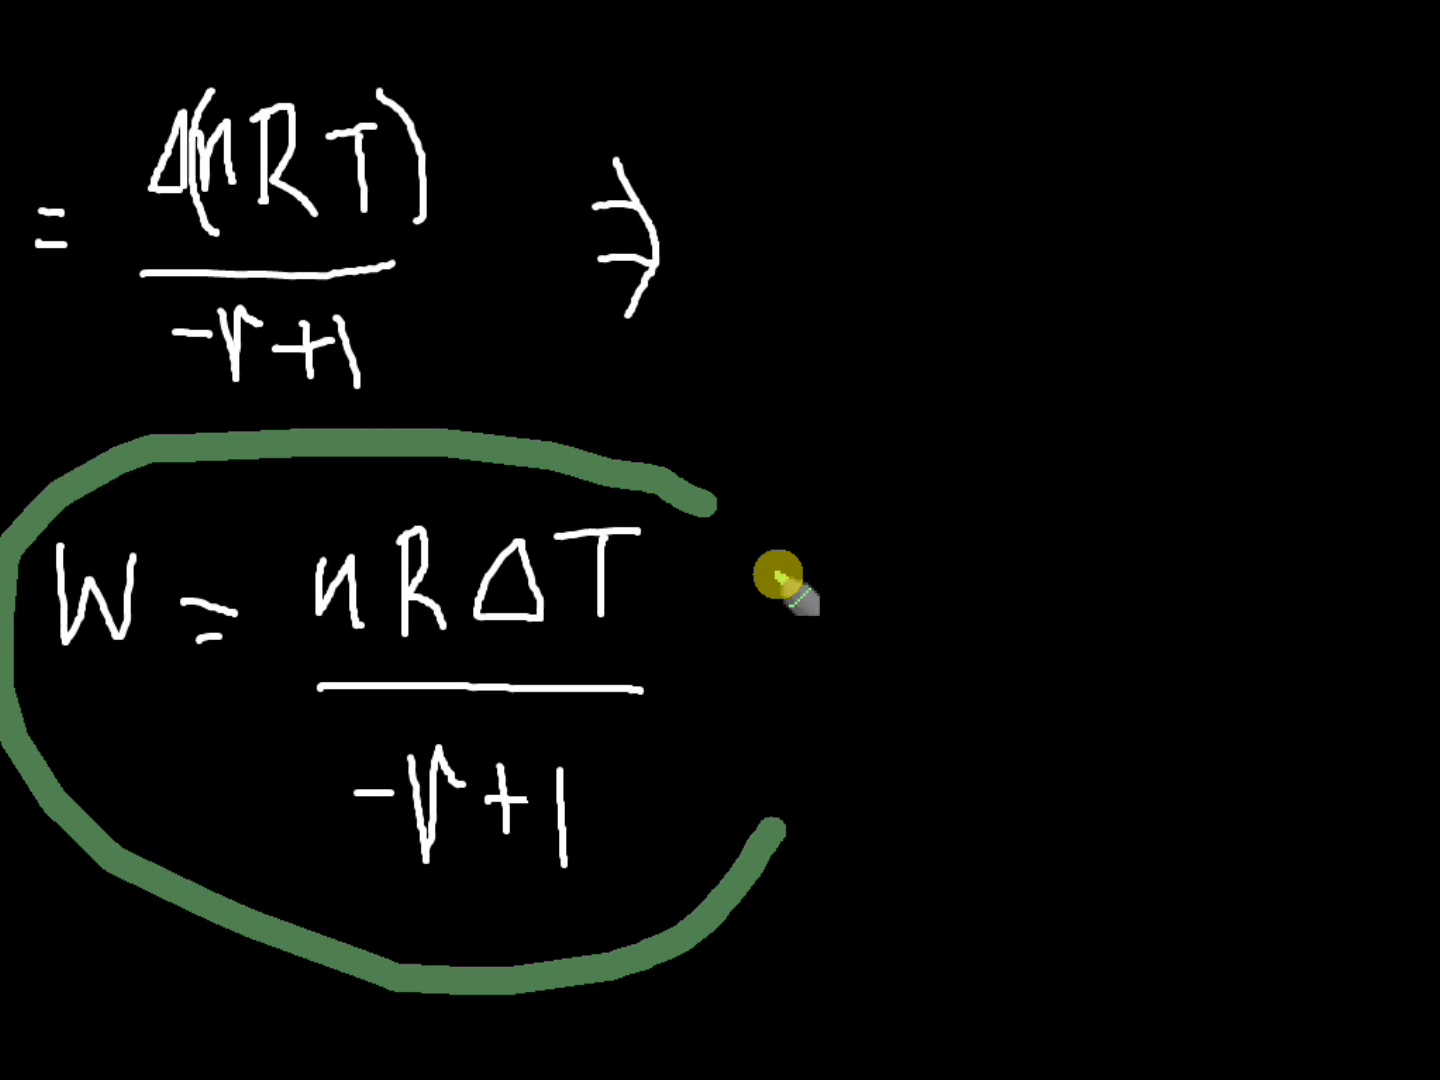 = Δ(nRT) / -γ+1 ⇒
W = nRΔT / -γ+1